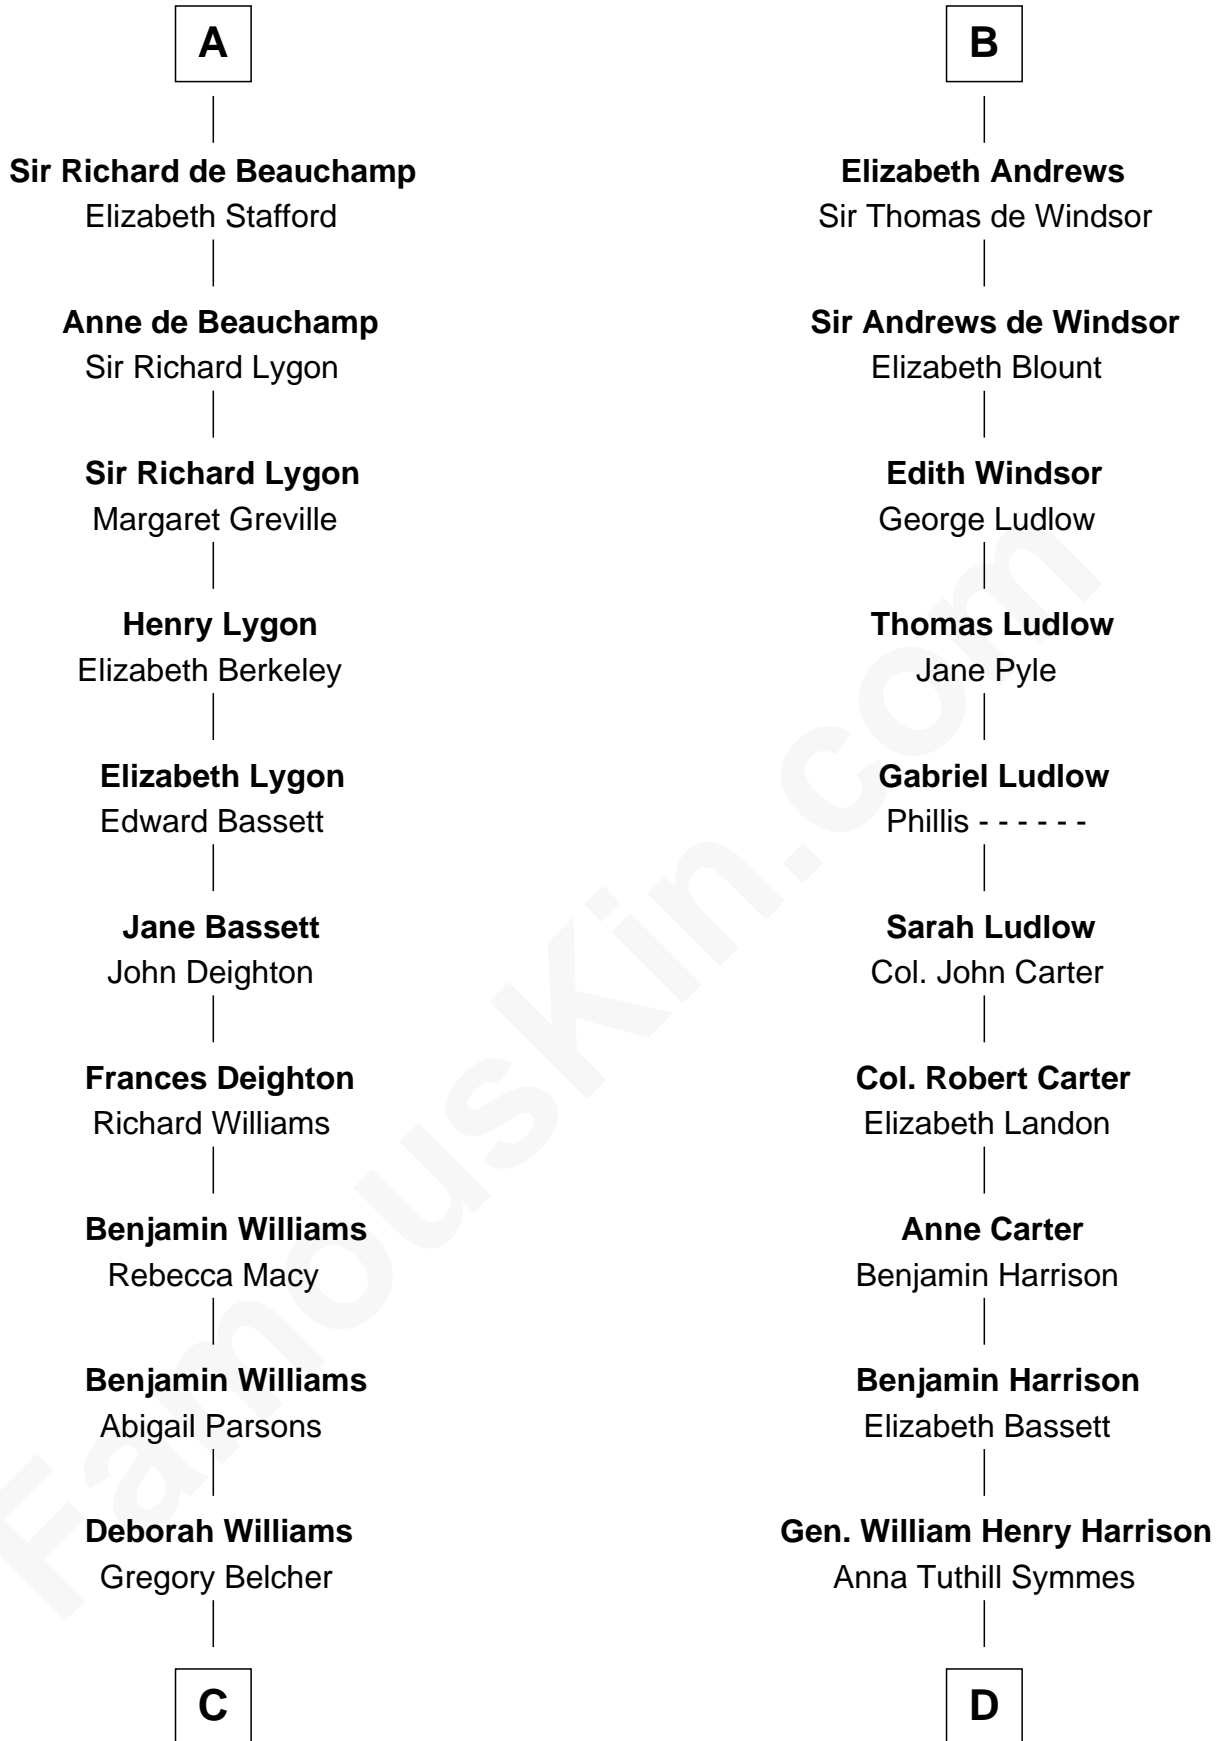 A
Sir Richard de Beauchamp
Elizabeth Stafford
Anne de Beauchamp
Sir Richard Lygon
Sir Richard Lygon
Margaret Greville
Henry Lygon
Elizabeth Berkeley
Elizabeth Lygon
Edward Bassett
Jane Bassett
John Deighton
Frances Deighton
Richard Williams
Benjamin Williams
Rebecca Macy
Benjamin Williams
Abigail Parsons
Deborah Williams
Gregory Belcher
C
B
Elizabeth Andrews
Sir Thomas de Windsor
Sir Andrews de Windsor
Elizabeth Blount
Edith Windsor
George Ludlow
Thomas Ludlow
Jane Pyle
Gabriel Ludlow
Phillis - - - - - -
Sarah Ludlow
Col. John Carter
Col. Robert Carter
Elizabeth Landon
Anne Carter
Benjamin Harrison
Benjamin Harrison
Elizabeth Bassett
Gen. William Henry Harrison
Anna Tuthill Symmes
D
FamousKin.com